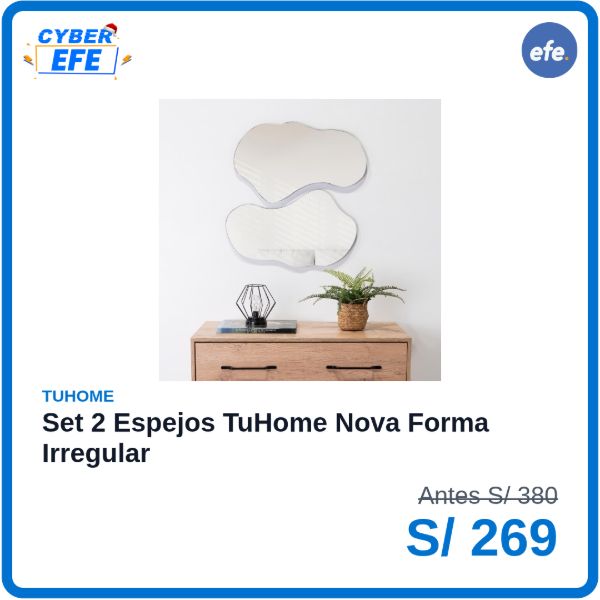 CYBER
EFE
efe.
TUHOME
Set 2 Espejos TuHome Nova Forma
Irregular
Antes S/ 380
S/ 269